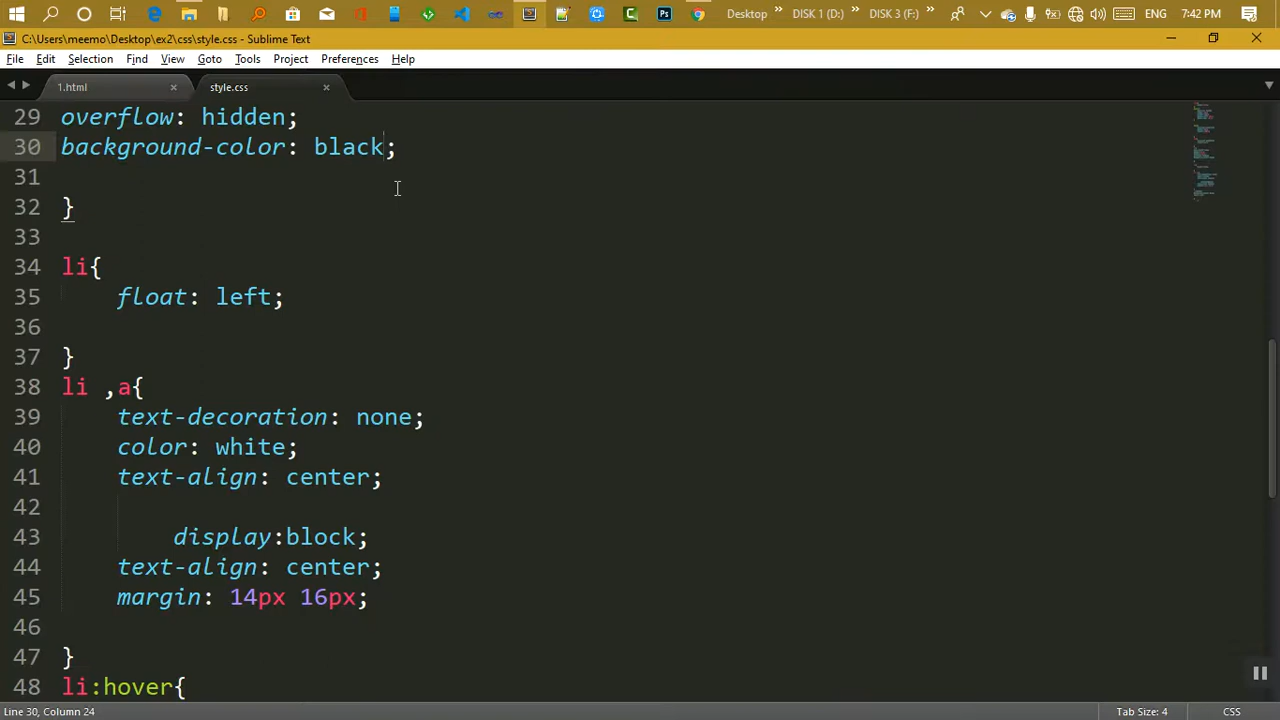 Desktop
DISK 1 (D:)
DISK 3 (F:)
ENG
7:42 PM
C:\Users\meemo\Desktop\ex2\css\style.css - Sublime Text
File Edit Selection Find View Goto Tools Project Preferences Help
1.html
style.css
29 overflow: hidden;
30 background-color: black;
31
32 }
33
34 li{
35 float: left;
36
37 }
38 li ,a{
39 text-decoration: none;
40 color: white;
41 text-align: center;
42
43 display:block;
44 text-align: center;
45 margin: 14px 16px;
46
47 }
48 li:hover{
Line 30, Column 24
Tab Size: 4
CSS